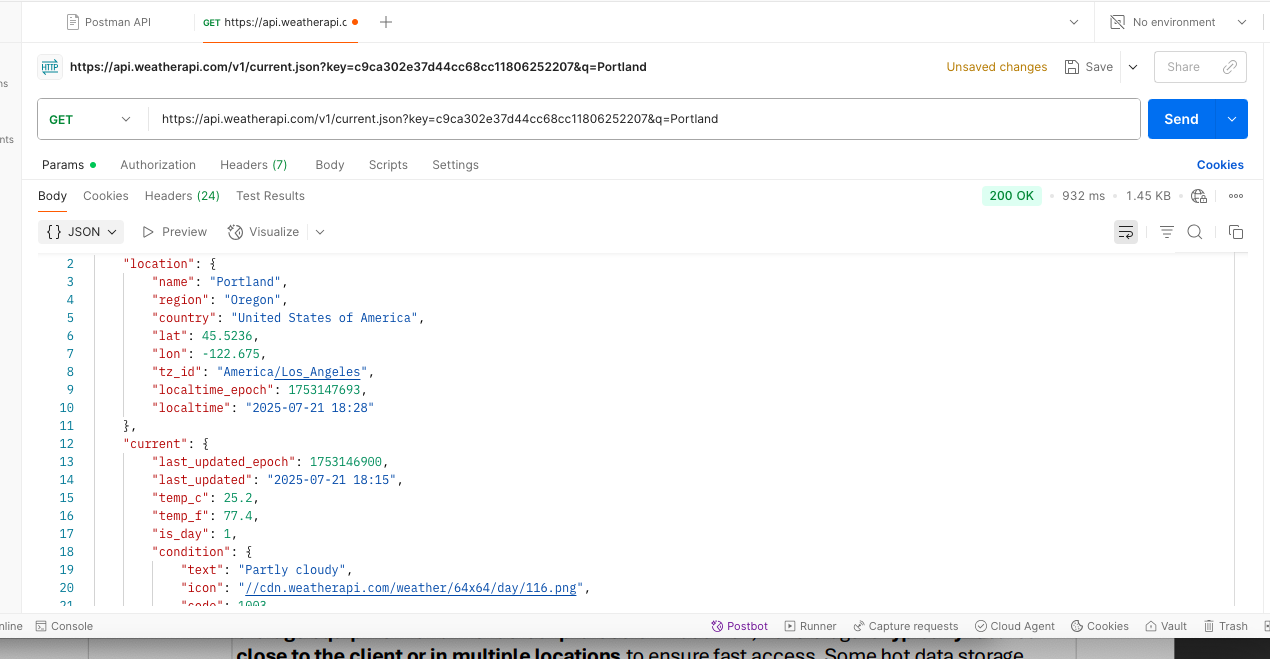 Postman API
GET https://api.weatherapi.c
No environment
HTTP https://api.weatherapi.com/v1/current.json?key=c9ca302e37d44cc68cc11806252207&q=Portland
Unsaved changes Save Share
GET https://api.weatherapi.com/v1/current.json?key=c9ca302e37d44cc68cc11806252207&q=Portland Send
Params Authorization Headers (7) Body Scripts Settings Cookies
Body Cookies Headers (24) Test Results 200 OK 932 ms 1.45 KB
{} JSON Preview Visualize
2 "location": {
3 "name": "Portland",
4 "region": "Oregon",
5 "country": "United States of America",
6 "lat": 45.5236,
7 "lon": -122.675,
8 "tz_id": "America/Los_Angeles",
9 "localtime_epoch": 1753147693,
10 "localtime": "2025-07-21 18:28"
11 },
12 "current": {
13 "last_updated_epoch": 1753146900,
14 "last_updated": "2025-07-21 18:15",
15 "temp_c": 25.2,
16 "temp_f": 77.4,
17 "is_day": 1,
18 "condition": {
19 "text": "Partly cloudy",
20 "icon": "//cdn.weatherapi.com/weather/64x64/day/116.png",
21 "code": 1003
Console Postbot Runner Capture requests Cloud Agent Cookies Vault Trash
close to the client or in multiple locations to ensure fast access. Some hot data storage